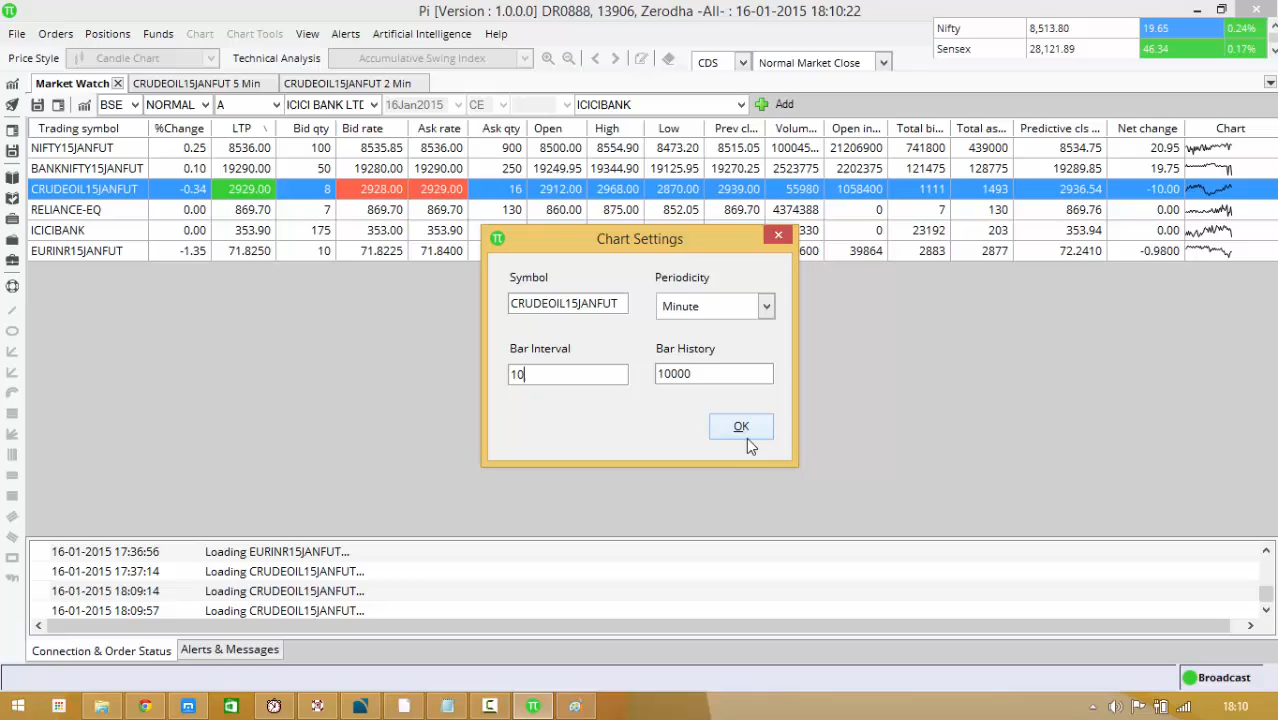 Pi [Version : 1.0.0.0] DR0888, 13906, Zerodha -All- : 16-01-2015 18:10:22
File Orders Positions Funds Chart Chart Tools View Alerts Artificial Intelligence Help
Nifty 8,513.80 19.65 0.24%
Sensex 28,121.89 46.34 0.17%
Price Style Candle Chart Technical Analysis Accumulative Swing Index CDS Normal Market Close
Market Watch CRUDEOIL15JANFUT 5 Min CRUDEOIL15JANFUT 2 Min
BSE NORMAL A ICICI BANK LTD 16Jan2015 CE ICICIBANK Add
Trading symbol %Change LTP Bid qty Bid rate Ask rate Ask qty Open High Low Prev cl... Volum... Open in... Total bi... Total as... Predictive cls ... Net change Chart
NIFTY15JANFUT 0.25 8536.00 100 8535.85 8536.00 900 8500.00 8554.90 8473.20 8515.05 100045... 21206900 741800 439000 8534.75 20.95
BANKNIFTY15JANFUT 0.10 19290.00 50 19280.00 19290.00 250 19249.95 19344.90 19125.95 19270.25 2523775 2202375 121475 128775 19289.85 19.75
CRUDEOIL15JANFUT -0.34 2929.00 8 2928.00 2929.00 16 2912.00 2968.00 2870.00 2939.00 55980 1058400 1111 1493 2936.54 -10.00
RELIANCE-EQ 0.00 869.70 7 869.70 869.70 130 860.00 875.00 852.05 869.70 4374388 0 7 130 869.76 0.00
ICICIBANK 0.00 353.90 175 353.00 353.90 330 0 23192 203 353.94 0.00
EURINR15JANFUT -1.35 71.8250 10 71.8225 71.8400 600 39864 2883 2877 72.2410 -0.9800
Chart Settings
Symbol Periodicity
CRUDEOIL15JANFUT Minute
Bar Interval Bar History
10 10000
OK
16-01-2015 17:36:56 Loading EURINR15JANFUT...
16-01-2015 17:37:14 Loading CRUDEOIL15JANFUT...
16-01-2015 18:09:14 Loading CRUDEOIL15JANFUT...
16-01-2015 18:09:57 Loading CRUDEOIL15JANFUT...
Connection & Order Status Alerts & Messages
Broadcast
18:10